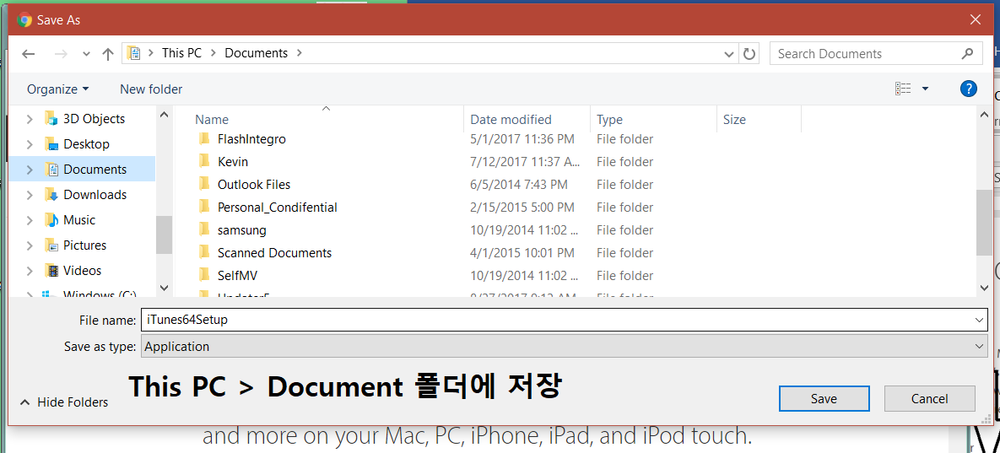 Save As
This PC > Documents >
Search Documents
Organize
New folder
?
Name Date modified Type Size
3D Objects
Desktop
Documents
Downloads
Music
Pictures
Videos
Windows (C:)
FlashIntegro 5/1/2017 11:36 PM File folder
Kevin 7/12/2017 11:37 A... File folder
Outlook Files 6/5/2014 7:43 PM File folder
Personal_Condifential 2/15/2015 5:00 PM File folder
samsung 10/19/2014 11:02 ... File folder
Scanned Documents 4/1/2015 10:01 PM File folder
SelfMV 10/19/2014 11:02 ... File folder
File folder
File name: iTunes64Setup
Save as type: Application
This PC > Document 폴더에 저장
Hide Folders
Save
Cancel
and more on your Mac, PC, iPhone, iPad, and iPod touch.